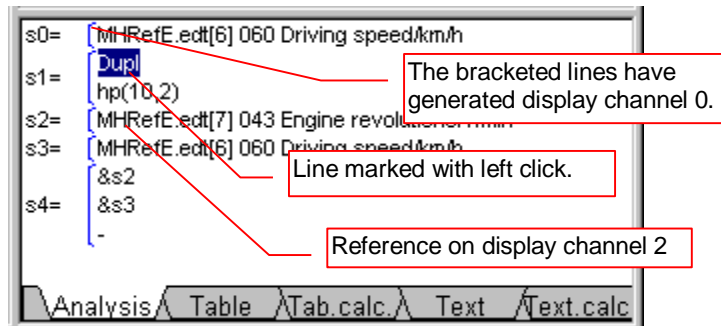 s0= MHRefE.edt[6] 060 Driving speed/km/h
s1= Dupl
hp(10,2)
The bracketed lines have
generated display channel 0.
s2= MHRefE.edt[7] 043 Engine
s3= MHRefE.edt[6] 060 Driving speed/km/h
Line marked with left click.
s4= &s2
&s3
-
Reference on display channel 2
Analysis Table Tab.calc. Text Text.calc